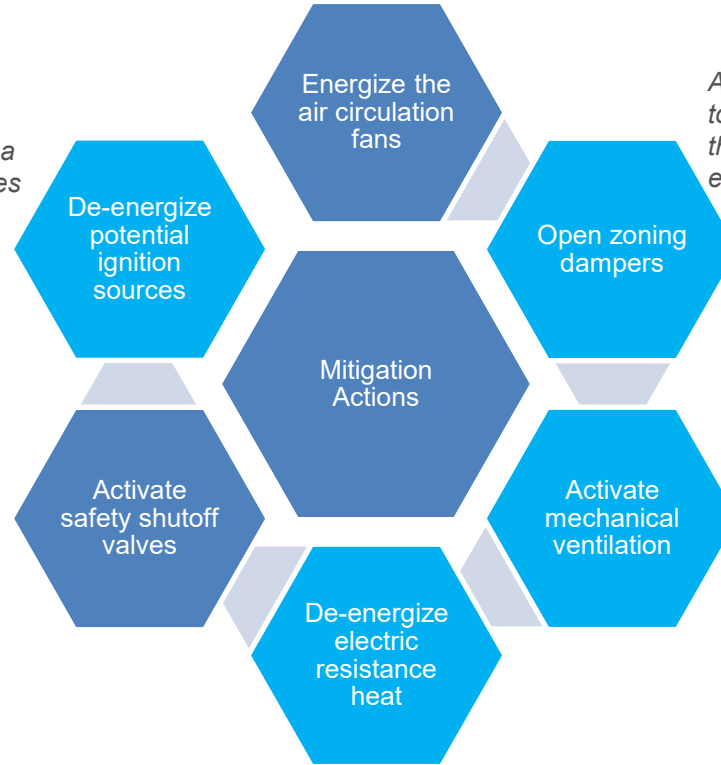 Energize the
air circulation
fans
Open zoning
dampers
Activate
mechanical
ventilation
De-energize
electric
resistance
heat
Activate
safety shutoff
valves
De-energize
potential
ignition
sources
Mitigation
Actions
a